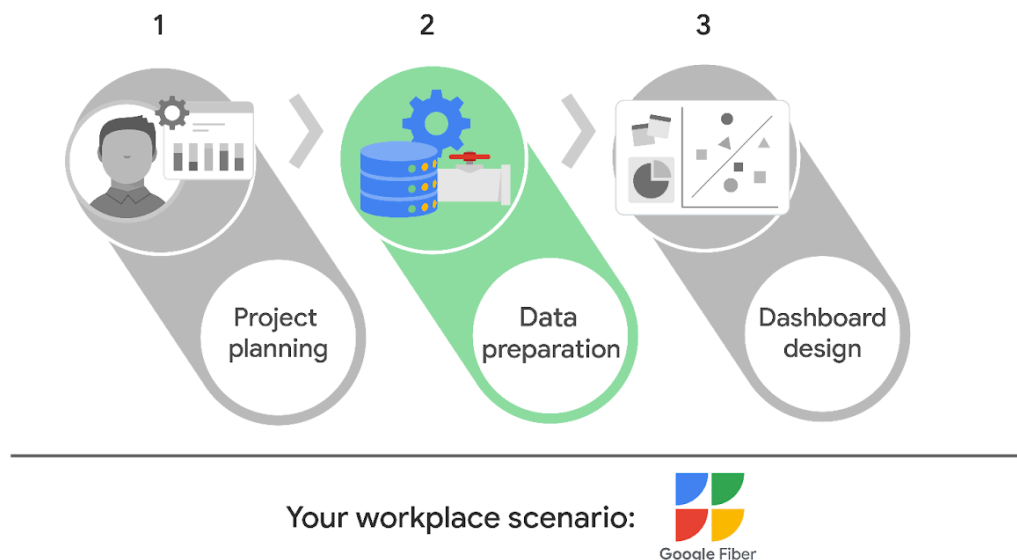 1
2
3
Project
planning
Data
preparation
Dashboard
design
Your workplace scenario:
Google Fiber